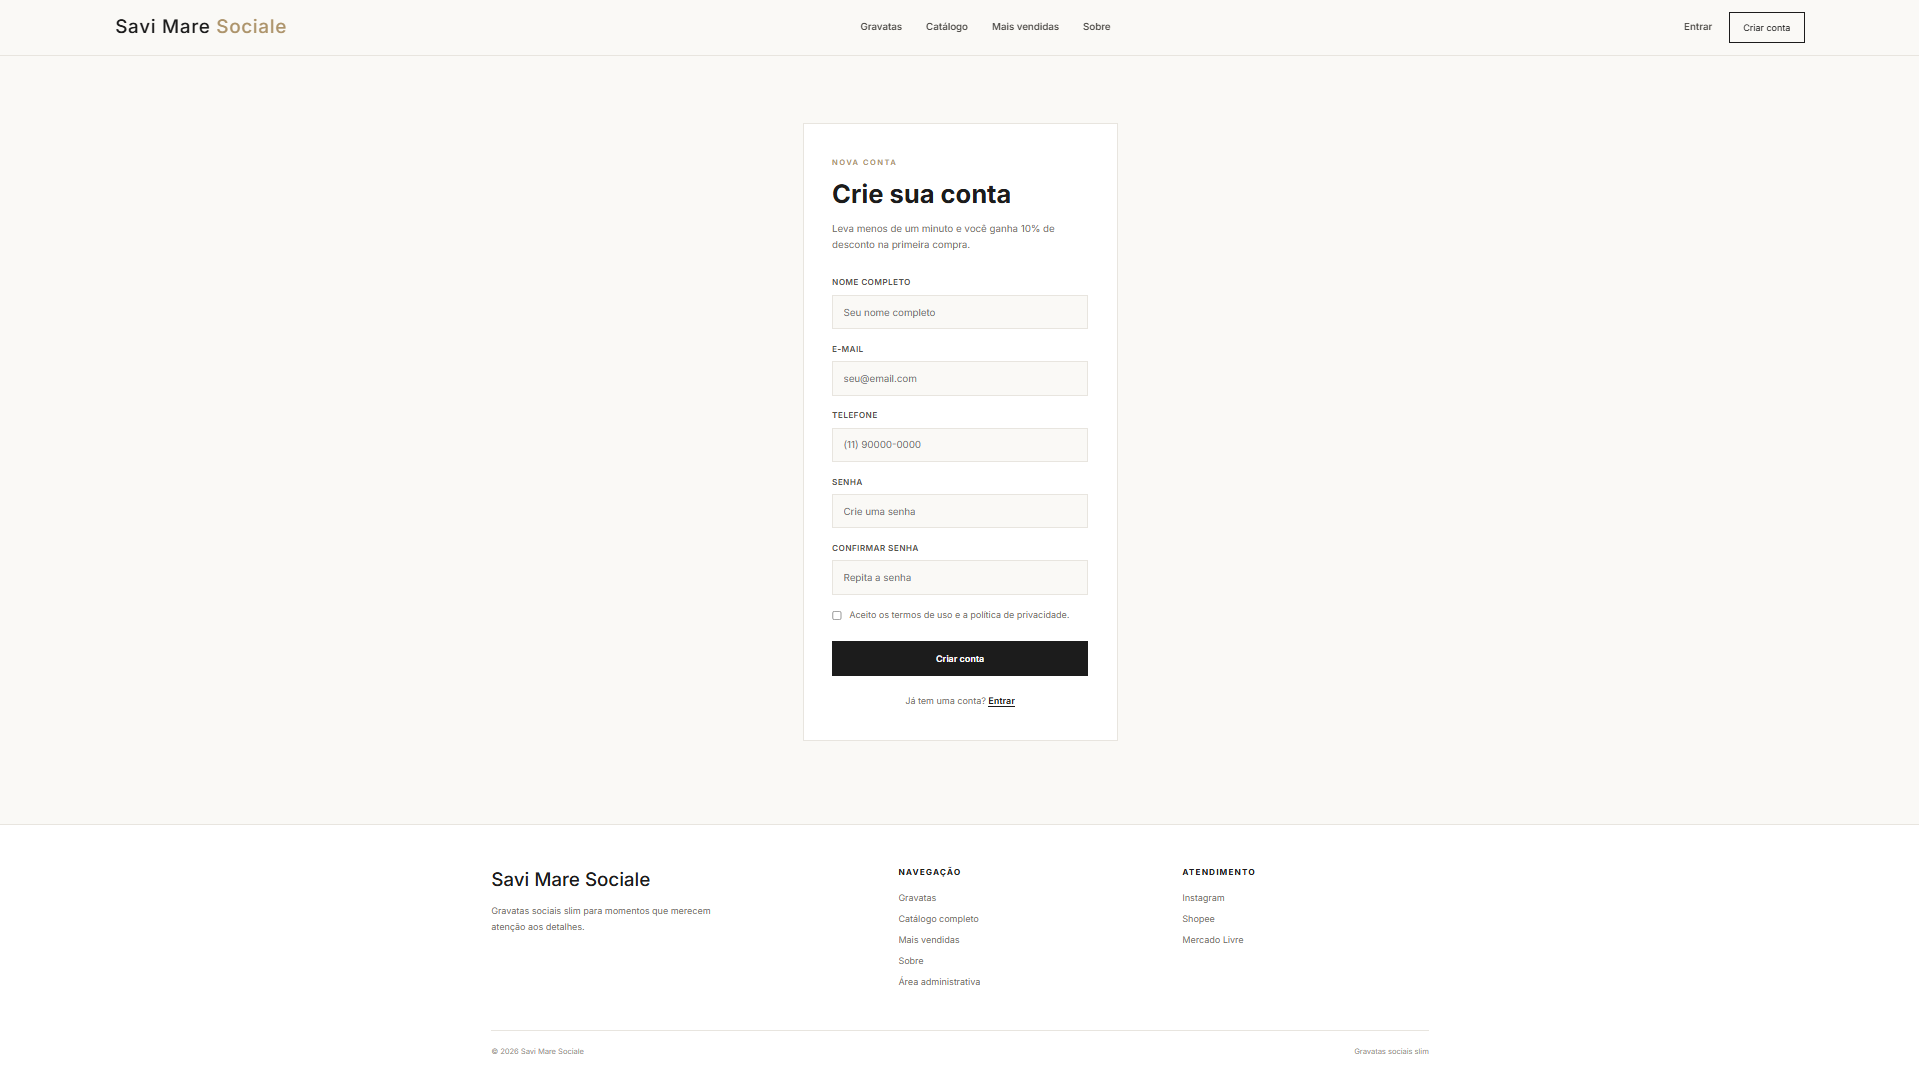 Savi Mare Sociale
Gravatas
Catálogo
Mais vendidas
Sobre
Entrar
Criar conta
NOVA CONTA
Crie sua conta
Leva menos de um minuto e você ganha 10% de
desconto na primeira compra.
NOME COMPLETO
Seu nome completo
E-MAIL
seu@email.com
TELEFONE
(11) 90000-0000
SENHA
Crie uma senha
CONFIRMAR SENHA
Repita a senha
Aceito os termos de uso e a política de privacidade.
Criar conta
Já tem uma conta? Entrar
Savi Mare Sociale
Gravatas sociais slim para momentos que merecem
atenção aos detalhes.
NAVEGAÇÃO
Gravatas
Catálogo completo
Mais vendidas
Sobre
Área administrativa
ATENDIMENTO
Instagram
Shopee
Mercado Livre
© 2026 Savi Mare Sociale
Gravatas sociais slim